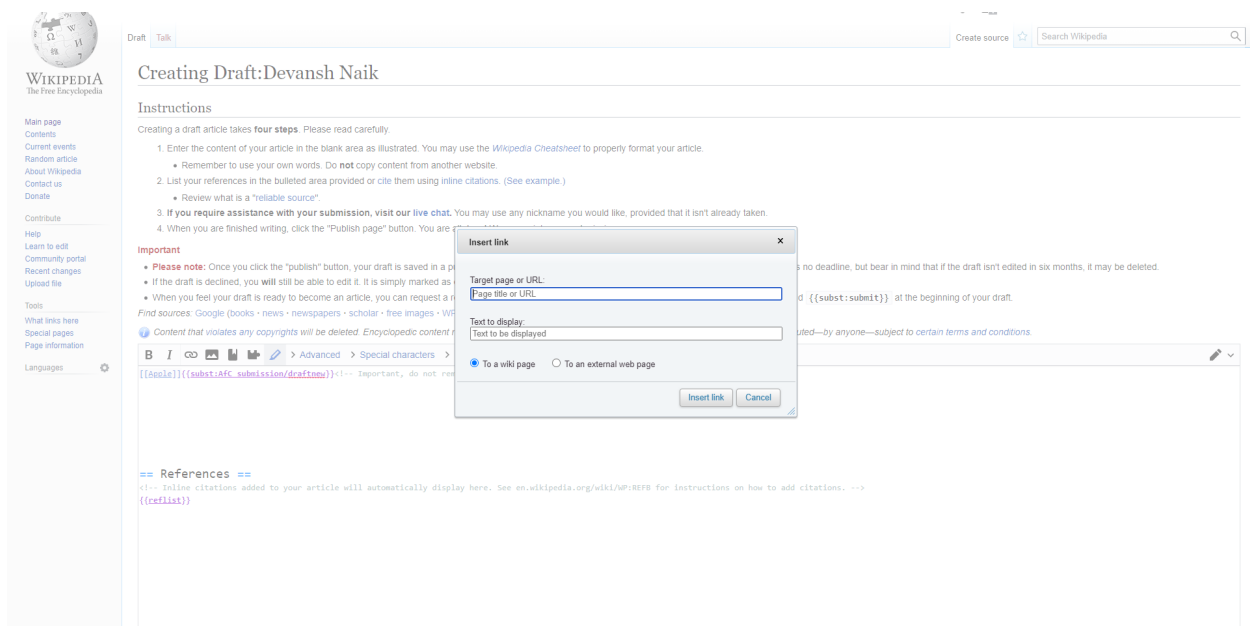 Draft Talk
Create source
Search Wikipedia
WIKIPEDIA
The Free Encyclopedia
Main page
Contents
Current events
Random article
About Wikipedia
Contact us
Donate
Contribute
Help
Learn to edit
Community portal
Recent changes
Upload file
Tools
What links here
Special pages
Page information
Languages
Creating Draft:Devansh Naik
Instructions
Creating a draft article takes four steps. Please read carefully.
1. Enter the content of your article in the blank area as illustrated. You may use the Wikipedia Cheatsheet to properly format your article.
• Remember to use your own words. Do not copy content from another website.
2. List your references in the bulleted area provided or cite them using inline citations. (See example.)
• Review what is a "reliable source".
3. If you require assistance with your submission, visit our live chat. You may use any nickname you would like, provided that it isn't already taken.
4. When you are finished writing, click the "Publish page" button. You are
Important
• Please note: Once you click the "publish" button, your draft is saved in a
s no deadline, but bear in mind that if the draft isn't edited in six months, it may be deleted.
• If the draft is declined, you will still be able to edit it. It is simply marked as
• When you feel your draft is ready to become an article, you can request a
{{subst:submit}} at the beginning of your draft.
Find sources: Google (books · news · newspapers · scholar · free images ·
Content that violates any copyrights will be deleted. Encyclopedic content
uted—by anyone—subject to certain terms and conditions.
B I Advanced Special characters
[[Apple]]{{subst:AfC submission/draftnew}}<!-- Important, do not
== References ==
<!-- Inline citations added to your article will automatically display here. See en.wikipedia.org/wiki/WP:REFB for instructions on how to add citations. -->
{{reflist}}
Insert link
Target page or URL:
Page title or URL
Text to display:
Text to be displayed
To a wiki page To an external web page
Insert link Cancel